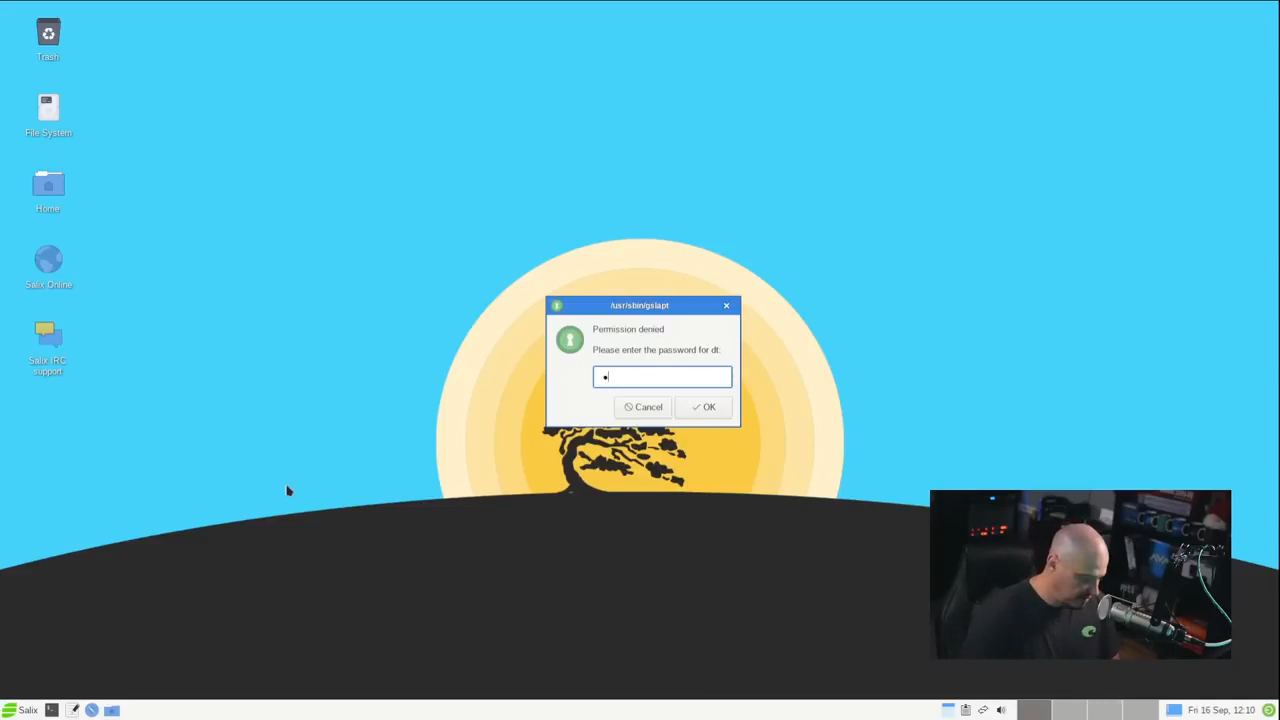 Trash
File System
Home
Salix Online
Salix IRC
support
/usr/sbin/gslapt
Permission denied
Please enter the password for dt:
Cancel
OK
Salix
Fri 16 Sep, 12:10